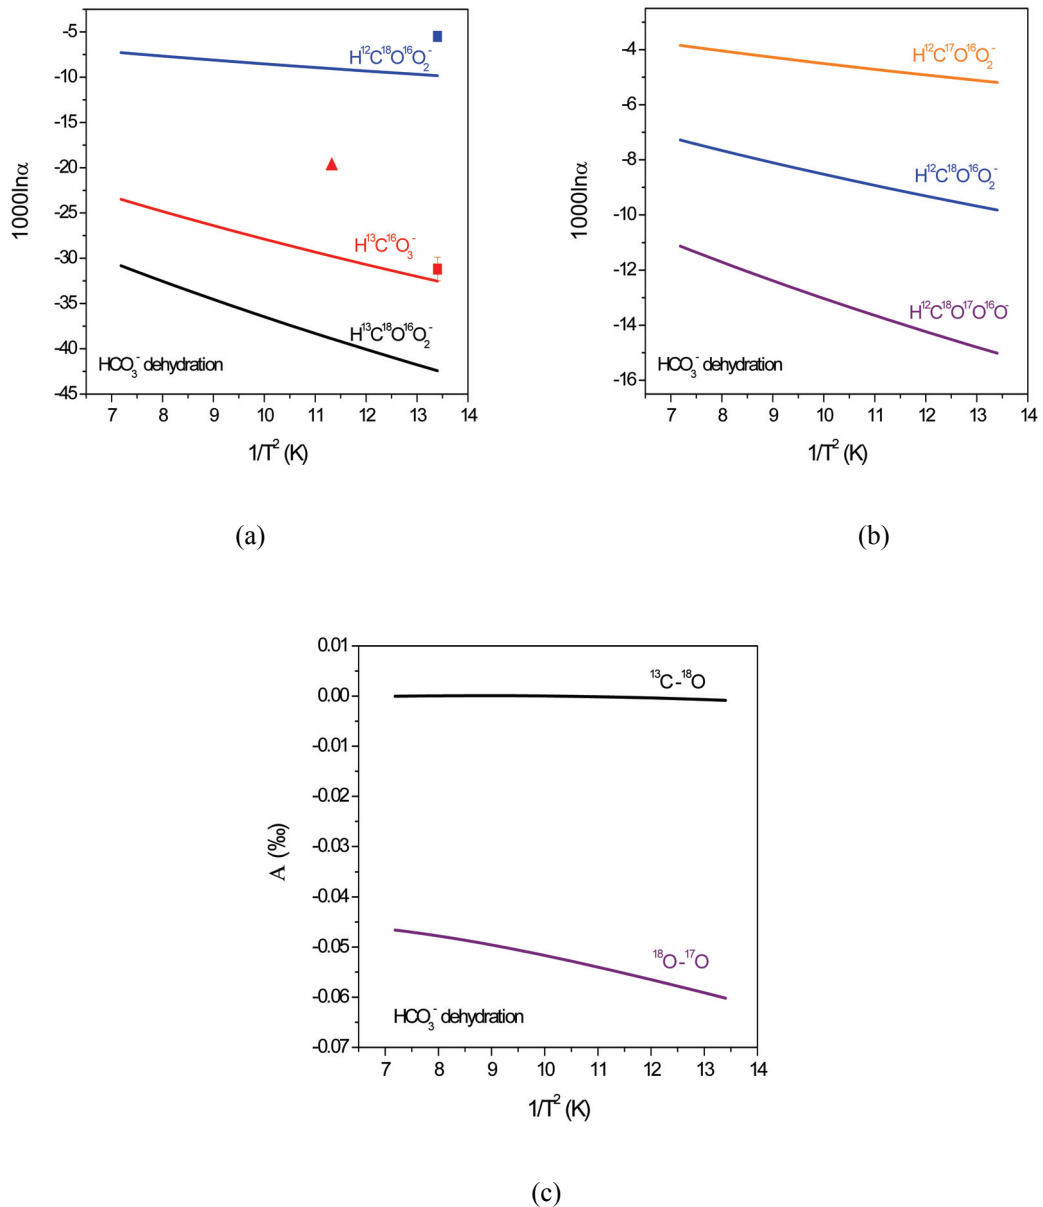 -5
-10
-15
-20
-25
-30
-35
-40
-45
1000lnα
H¹²C¹⁸O¹⁶O₂⁻
H¹³C¹⁶O₃⁻
H¹³C¹⁸O¹⁶O₂⁻
HCO₃⁻ dehydration
7 8 9 10 11 12 13 14
1/T² (K)
(a)
-4
-6
-8
-10
-12
-14
-16
1000lnα
H¹²C¹⁷O¹⁶O₂⁻
H¹²C¹⁸O¹⁶O₂⁻
H¹²C¹⁸O¹⁷O¹⁶O⁻
HCO₃⁻ dehydration
7 8 9 10 11 12 13 14
1/T² (K)
(b)
0.01
0.00
-0.01
-0.02
-0.03
-0.04
-0.05
-0.06
-0.07
A (‰)
¹³C-¹⁸O
¹⁸O-¹⁷O
HCO₃⁻ dehydration
7 8 9 10 11 12 13 14
1/T² (K)
(c)